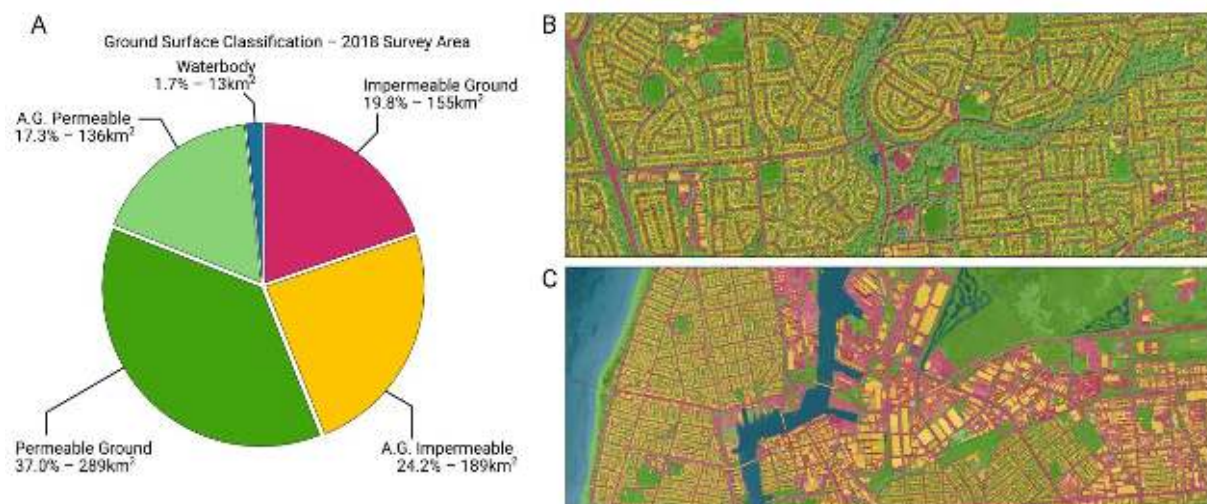 A
Ground Surface Classification – 2018 Survey Area
Waterbody
1.7% – 13km²
Impermeable Ground
19.8% – 155km²
A.G. Permeable
17.3% – 136km²
Permeable Ground
37.0% – 289km²
A.G. Impermeable
24.2% – 189km²
B
C